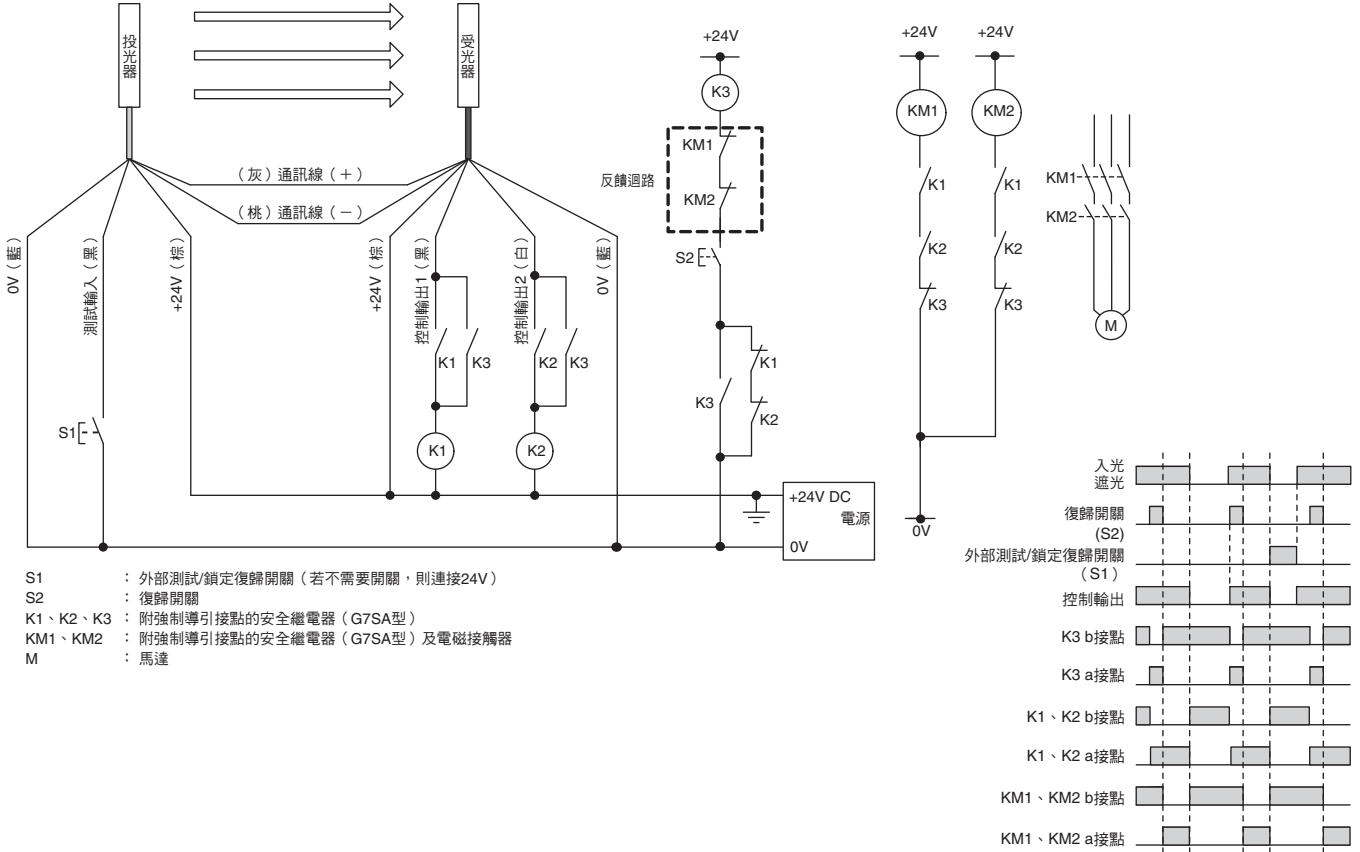 投光器
受光器
(灰)通訊線(+)
(桃)通訊線(-)
0V(藍)
測試輸入(黑)
+24V(棕)
+24V(棕)
控制輸出1(黑)
控制輸出2(白)
0V(藍)
K1
K3
K2
K3
S1
K1
K2
+24V
K3
KM1
反饋迴路
KM2
S2
K1
K3
K2
+24V DC
電源
0V
+24V
+24V
KM1
KM2
K1
K1
K2
K2
K3
K3
0V
KM1
KM2
M
S1 :外部測試/鎖定復歸開關(若不需要開關,則連接24V)
S2 :復歸開關
K1、K2、K3 :附強制導引接點的安全繼電器(G7SA型)
KM1、KM2 :附強制導引接點的安全繼電器(G7SA型)及電磁接觸器
M :馬達
入光
遮光
復歸開關
(S2)
外部測試/鎖定復歸開關
(S1)
控制輸出
K3 b接點
K3 a接點
K1、K2 b接點
K1、K2 a接點
KM1、KM2 b接點
KM1、KM2 a接點